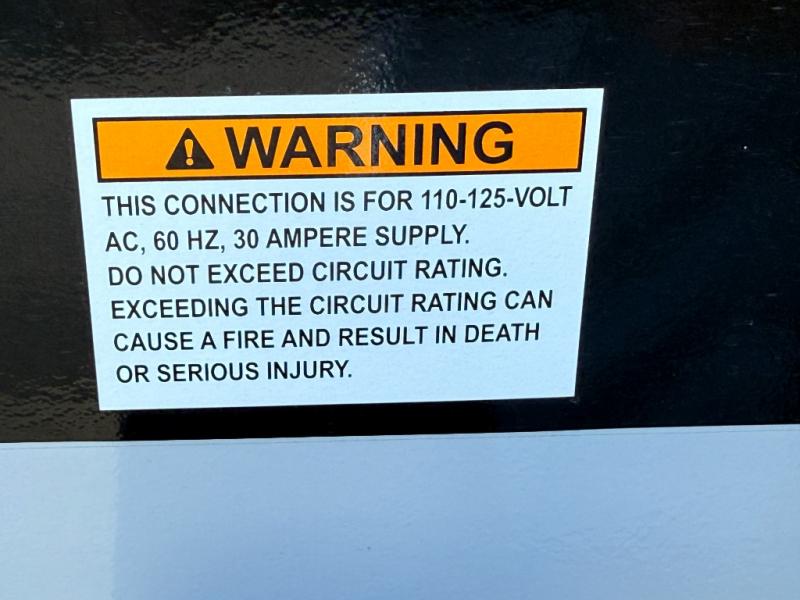 WARNING
THIS CONNECTION IS FOR 110-125-VOLT
AC, 60 HZ, 30 AMPERE SUPPLY.
DO NOT EXCEED CIRCUIT RATING.
EXCEEDING THE CIRCUIT RATING CAN
CAUSE A FIRE AND RESULT IN DEATH
OR SERIOUS INJURY.